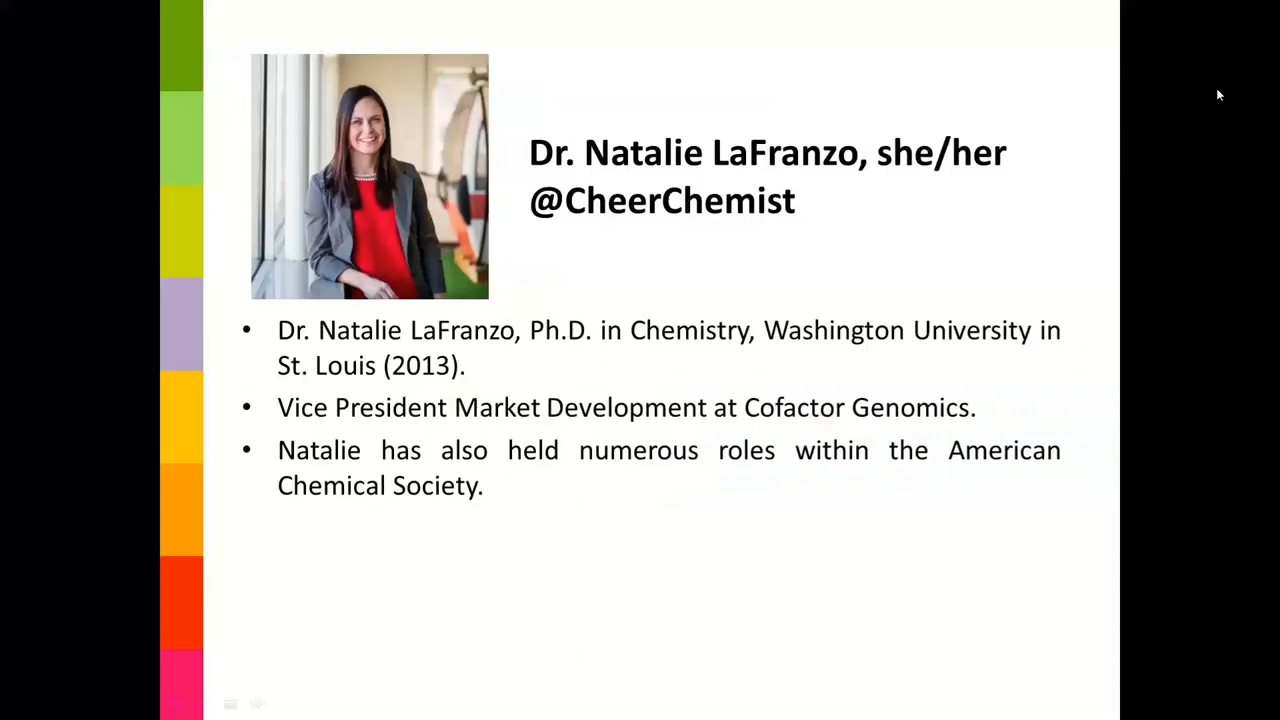 Dr. Natalie LaFranzo, she/her
@CheerChemist
• Dr. Natalie LaFranzo, Ph.D. in Chemistry, Washington University in
St. Louis (2013).
• Vice President Market Development at Cofactor Genomics.
• Natalie has also held numerous roles within the American
Chemical Society.